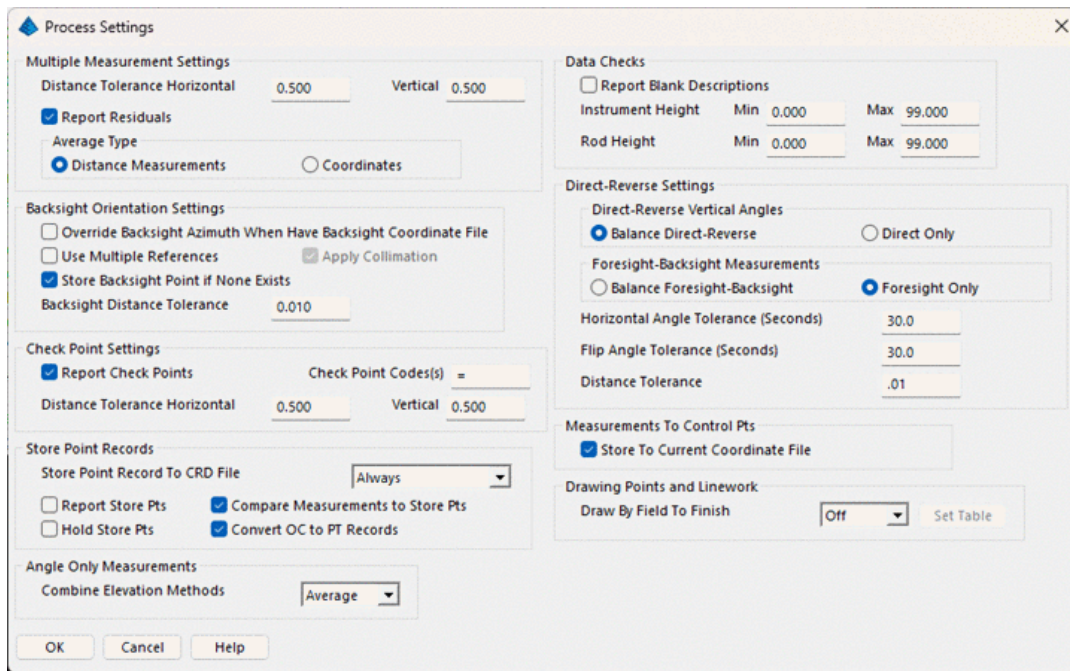 Process Settings
Multiple Measurement Settings
Distance Tolerance Horizontal 0.500 Vertical 0.500
Report Residuals
Average Type
Distance Measurements Coordinates
Backsight Orientation Settings
Override Backsight Azimuth When Have Backsight Coordinate File
Use Multiple References Apply Collimation
Store Backsight Point if None Exists
Backsight Distance Tolerance 0.010
Check Point Settings
Report Check Points Check Point Codes(s) =
Distance Tolerance Horizontal 0.500 Vertical 0.500
Store Point Records
Store Point Record To CRD File Always
Report Store Pts Compare Measurements to Store Pts
Hold Store Pts Convert OC to PT Records
Angle Only Measurements
Combine Elevation Methods Average
Data Checks
Report Blank Descriptions
Instrument Height Min 0.000 Max 99.000
Rod Height Min 0.000 Max 99.000
Direct-Reverse Settings
Direct-Reverse Vertical Angles
Balance Direct-Reverse Direct Only
Foresight-Backsight Measurements
Balance Foresight-Backsight Foresight Only
Horizontal Angle Tolerance (Seconds) 30.0
Flip Angle Tolerance (Seconds) 30.0
Distance Tolerance .01
Measurements To Control Pts
Store To Current Coordinate File
Drawing Points and Linework
Draw By Field To Finish Off Set Table
OK Cancel Help